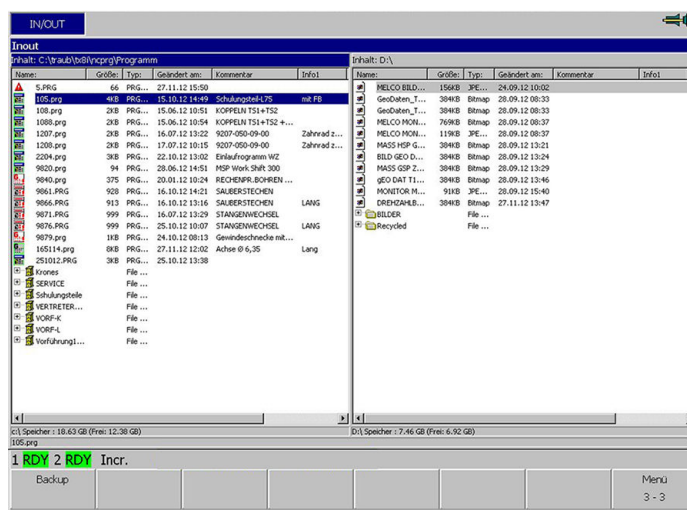 IN/OUT
Inout
Inhalt: C:\traub\tx8i\ncprg\Programm
Name: Größe: Typ: Geändert am: Kommentar Info1
5.PRG 66 PRG... 27.11.12 15:50
105.prg 4KB PRG... 15.10.12 14:49 Schulungsteil-L75 mit FB
108.prg 2KB PRG... 15.06.12 10:51 KOPPELN TS1+TS2
1088.prg 2KB PRG... 15.06.12 10:54 KOPPELN TS1+TS2 +...
1207.prg 2KB PRG... 16.07.12 13:22 9207-050-09-00 Zahnrad z...
1208.prg 2KB PRG... 17.07.12 10:15 9207-050-09-00 Zahnrad z...
2204.prg 3KB PRG... 22.10.12 13:02 Einlaufrogramm WZ
9820.prg 94 PRG... 28.06.12 14:51 MSP Work Shift 300
9840.prg 375 PRG... 20.01.12 10:24 RECHENPR.BOHREN ...
9861.PRG 928 PRG... 16.10.12 14:21 SAUBERSTECHEN
9866.PRG 913 PRG... 16.10.12 13:16 SAUBERSTECHEN LANG
9871.PRG 999 PRG... 16.07.12 13:29 STANGENWECHSEL
9876.PRG 999 PRG... 25.10.12 10:07 STANGENWECHSEL LANG
9879.prg 1KB PRG... 24.10.12 08:13 Gewindeschnecke mit...
165114.prg 8KB PRG... 27.11.12 12:02 Achse Ø 6,35 Lang
251012.PRG 3KB PRG... 25.10.12 13:38
Krones File ...
SERVICE File ...
Sshulungsteile File ...
VERTRETER... File ...
VORF-K File ...
VORF-L File ...
Vorführung1... File ...
c:\ Speicher : 18.63 GB (Frei: 12.38 GB)
105.prg
Inhalt: D:\
Name: Größe: Typ: Geändert am: Kommentar Info1
MELCO BILD... 156KB JPE... 24.09.12 10:02
GeoDaten_T... 384KB Bitmap 28.09.12 08:33
GeoDaten_T... 384KB Bitmap 28.09.12 08:33
MELCO MON... 769KB Bitmap 28.09.12 08:37
MELCO MON... 119KB JPE... 28.09.12 08:37
MASS HSP G... 384KB Bitmap 28.09.12 13:21
BILD GEO D... 384KB Bitmap 28.09.12 13:24
MASS GSP Z... 384KB Bitmap 28.09.12 13:29
gEO DAT T1... 384KB Bitmap 28.09.12 13:46
MONITOR M... 91KB JPE... 28.09.12 15:40
DREHZAHLB... 384KB Bitmap 27.11.12 13:47
BILDER File ...
Recycled File ...
D:\ Speicher : 7.46 GB (Frei: 6.92 GB)
1 RDY 2 RDY Incr.
Backup
Menü
3 - 3